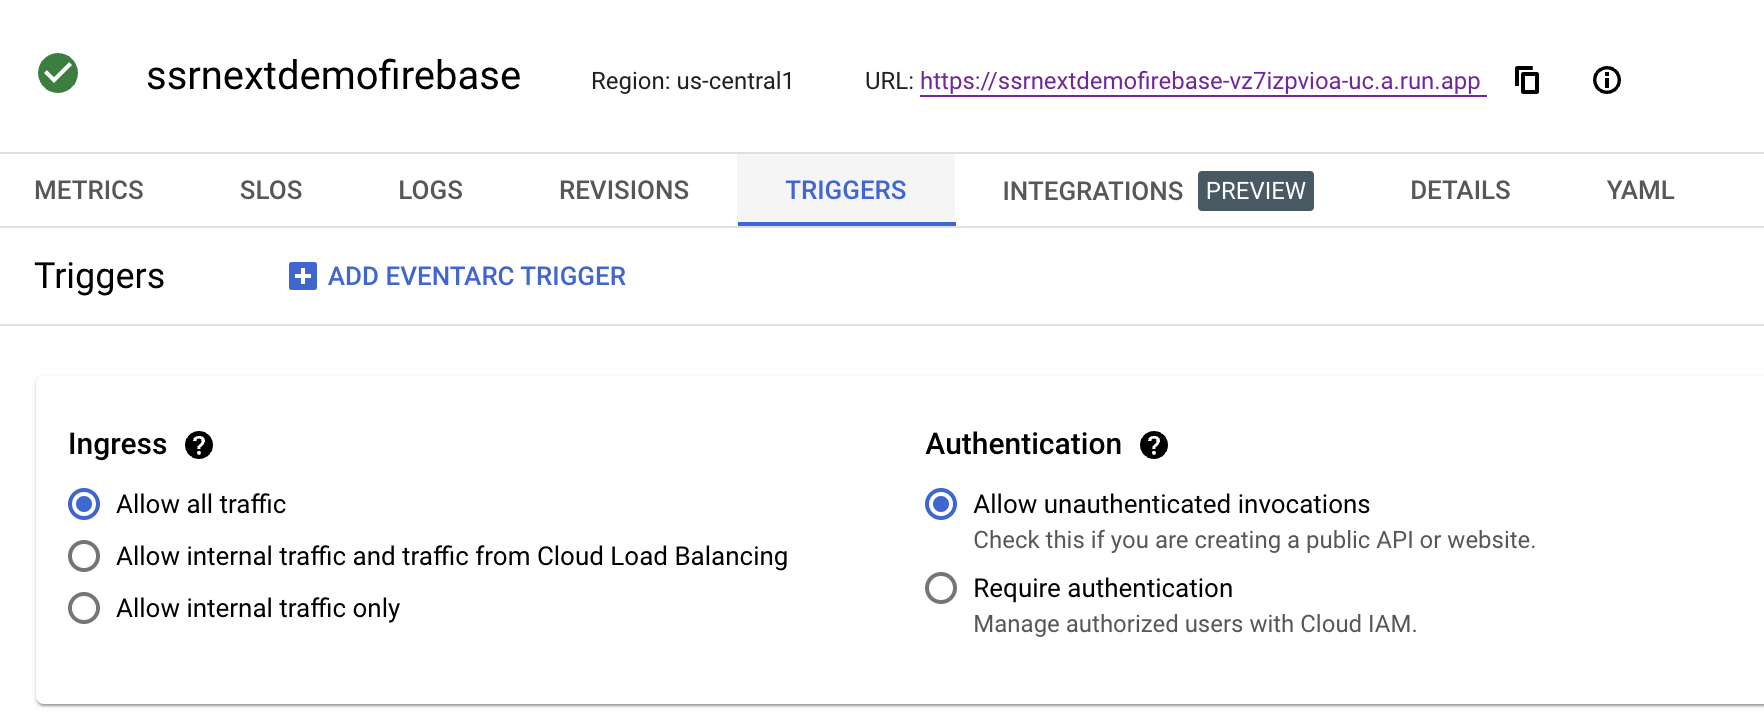 ssrnextdemofirebase Region: us-central1 URL: https://ssrnextdemofirebase-vz7izpvioa-uc.a.run.app
METRICS SLOS LOGS REVISIONS TRIGGERS INTEGRATIONS PREVIEW DETAILS YAML
Triggers ADD EVENTARC TRIGGER
Ingress
Allow all traffic
Allow internal traffic and traffic from Cloud Load Balancing
Allow internal traffic only
Authentication
Allow unauthenticated invocations
Check this if you are creating a public API or website.
Require authentication
Manage authorized users with Cloud IAM.